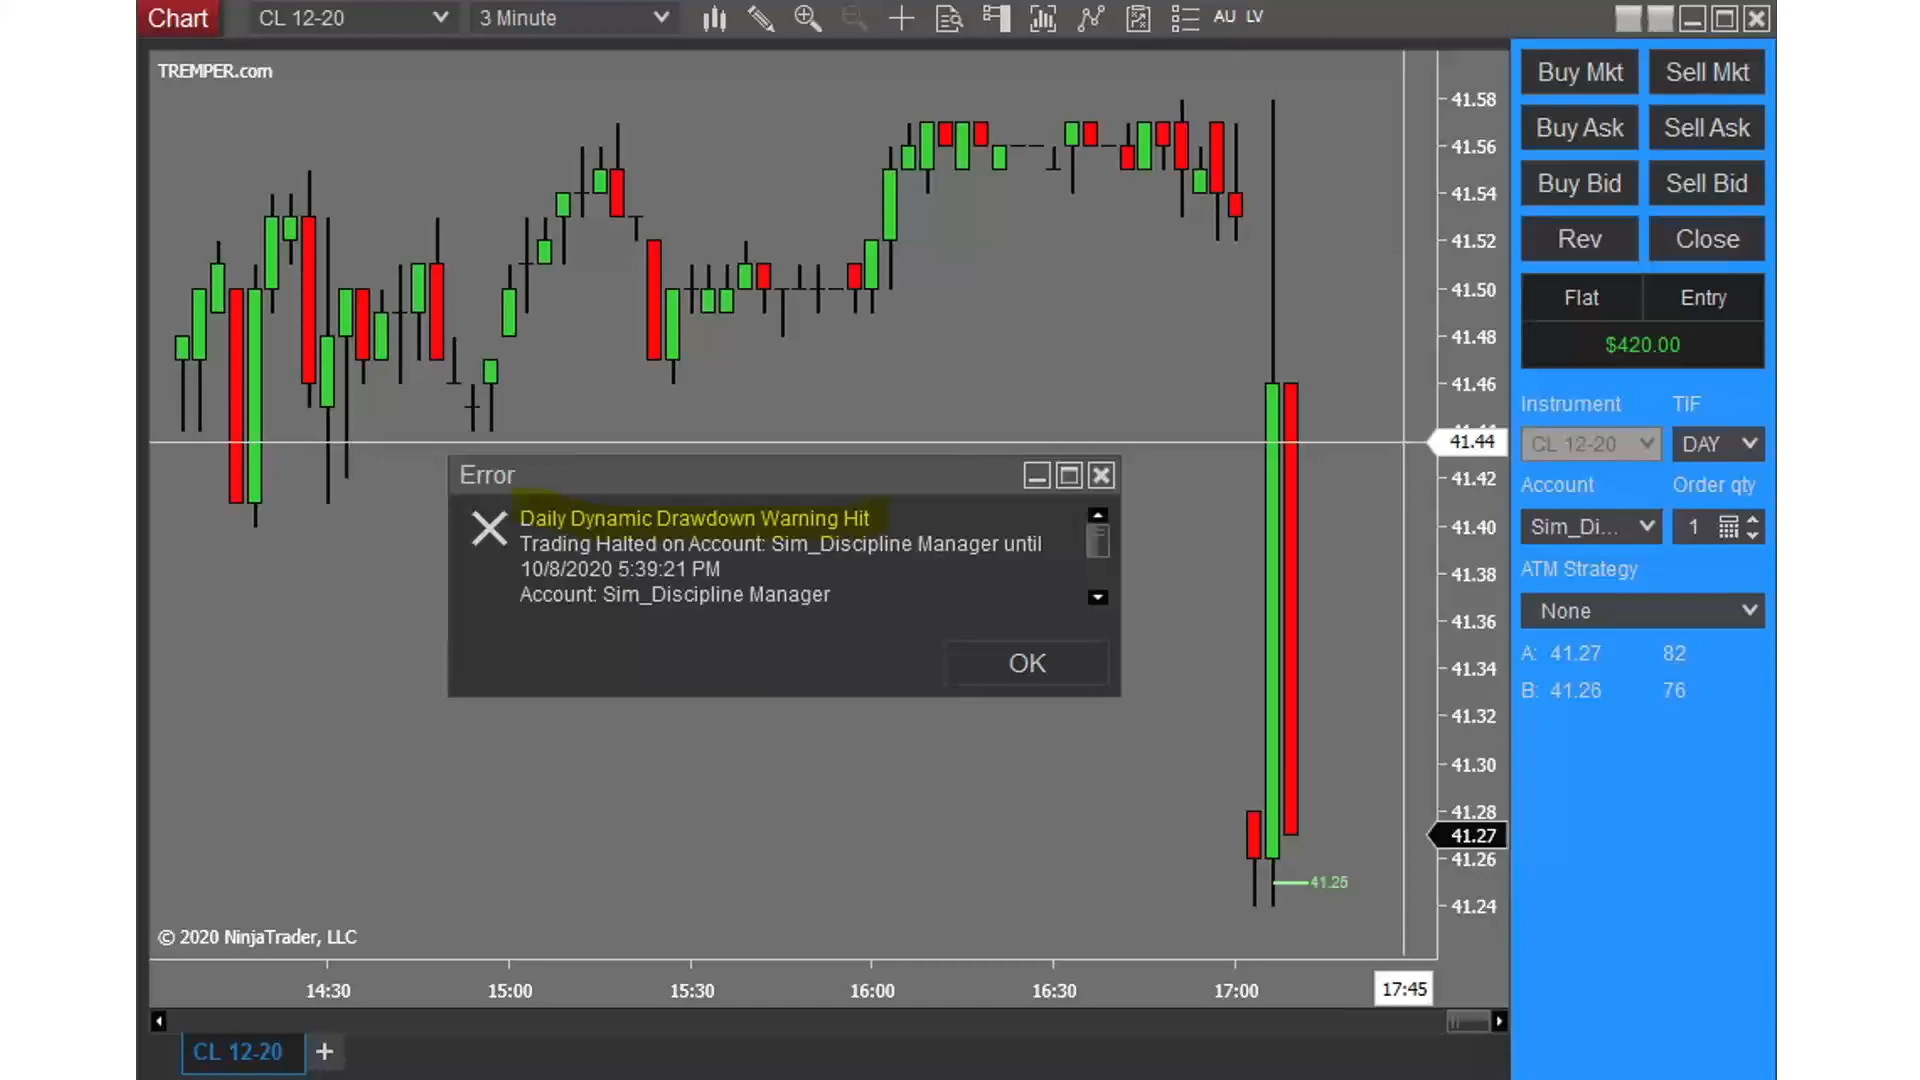 Chart
CL 12-20
3 Minute
AU LV
TREMPER.com
41.58
41.56
41.54
41.52
41.50
41.48
41.46
41.44
41.42
41.40
41.38
41.36
41.34
41.32
41.30
41.28
41.27
41.26
41.24
41.25
Error
Daily Dynamic Drawdown Warning Hit
Trading Halted on Account: Sim_Discipline Manager until
10/8/2020 5:39:21 PM
Account: Sim_Discipline Manager
OK
© 2020 NinjaTrader, LLC
14:30
15:00
15:30
16:00
16:30
17:00
17:45
CL 12-20
+
Buy Mkt
Sell Mkt
Buy Ask
Sell Ask
Buy Bid
Sell Bid
Rev
Close
Flat
Entry
$420.00
Instrument
TIF
CL 12-20
DAY
Account
Order qty
Sim_Di...
1
ATM Strategy
None
A: 41.27 82
B: 41.26 76